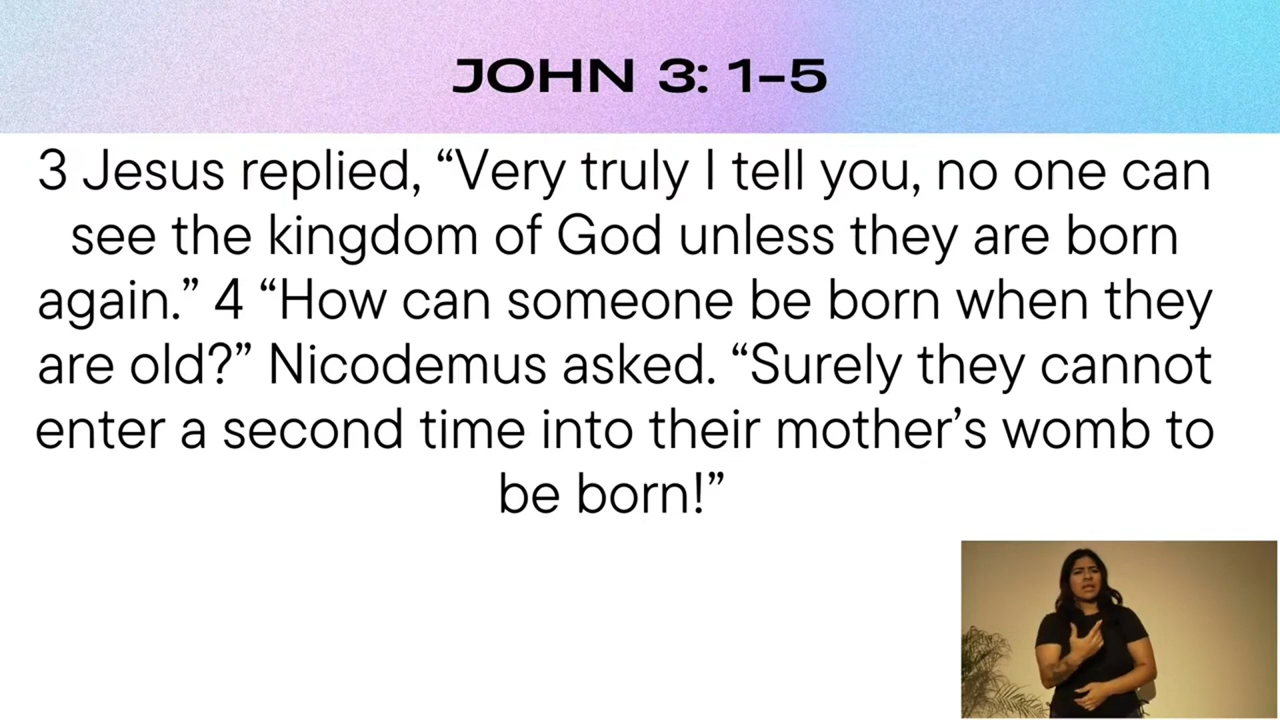 JOHN 3: 1–5
3 Jesus replied, “Very truly I tell you, no one can
see the kingdom of God unless they are born
again.” 4 “How can someone be born when they
are old?” Nicodemus asked. “Surely they cannot
enter a second time into their mother’s womb to
be born!”